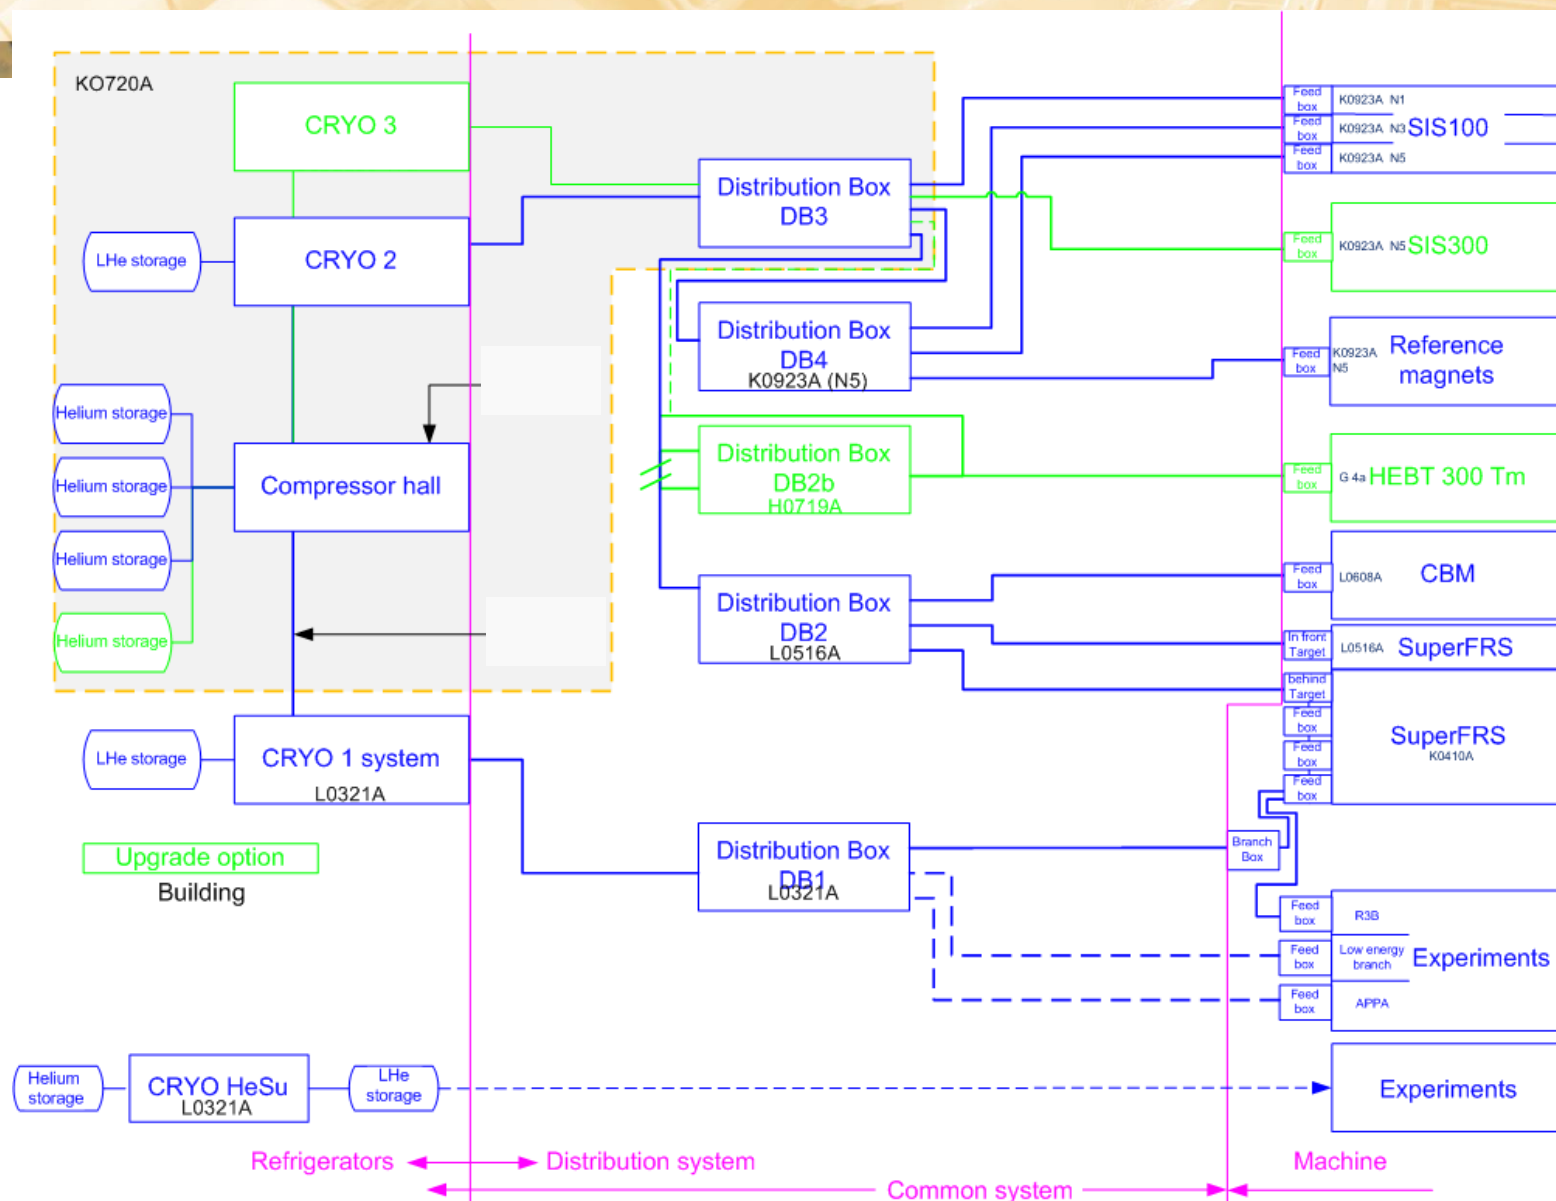 KO720A
CRYO 3
CRYO 2
LHe storage
Helium storage
Helium storage
Compressor hall
Helium storage
Helium storage
CRYO 1 system
L0321A
LHe storage
Upgrade option
Building
Helium
storage
CRYO HeSu
L0321A
LHe
storage
Distribution Box
DB3
Distribution Box
DB4
K0923A (N5)
Distribution Box
DB2b
H0719A
Distribution Box
DB2
L0516A
Distribution Box
DB1
L0321A
Feed
box
K0923A N1
Feed
box
K0923A N3
SIS100
Feed
box
K0923A N5
Feed
box
K0923A N5
SIS300
Feed
box
K0923A
N5
Reference
magnets
Feed
box
G 4a
HEBT 300 Tm
Feed
box
L0608A
CBM
In front
Target
L0516A
SuperFRS
behind
Target
Feed
box
Feed
box
Feed
box
SuperFRS
K0410A
Branch
Box
Feed
box
R3B
Feed
box
Low energy
branch
Experiments
Feed
box
APPA
Experiments
Refrigerators
Distribution system
Machine
Common system